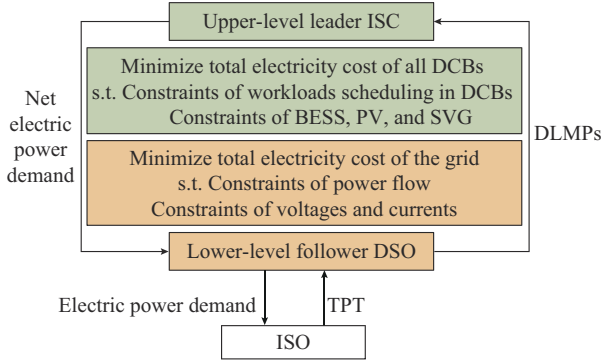 Upper-level leader ISC
Minimize total electricity cost of all DCBs
s.t. Constraints of workloads scheduling in DCBs
Constraints of BESS, PV, and SVG
Net
electric
power
demand
DLMPs
Minimize total electricity cost of the grid
s.t. Constraints of power flow
Constraints of voltages and currents
Lower-level follower DSO
Electric power demand
TPT
ISO